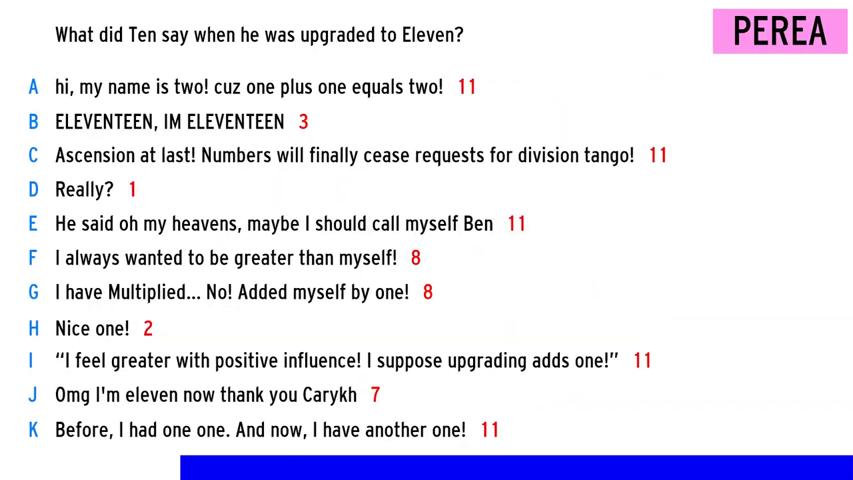 What did Ten say when he was upgraded to Eleven?
PEREA
A hi, my name is two! cuz one plus one equals two! 11
B ELEVENTEEN, IM ELEVENTEEN 3
C Ascension at last! Numbers will finally cease requests for division tango! 11
D Really? 1
E He said oh my heavens, maybe I should call myself Ben 11
F I always wanted to be greater than myself! 8
G I have Multiplied... No! Added myself by one! 8
H Nice one! 2
I “I feel greater with positive influence! I suppose upgrading adds one!” 11
J Omg I'm eleven now thank you Carykh 7
K Before, I had one one. And now, I have another one! 11